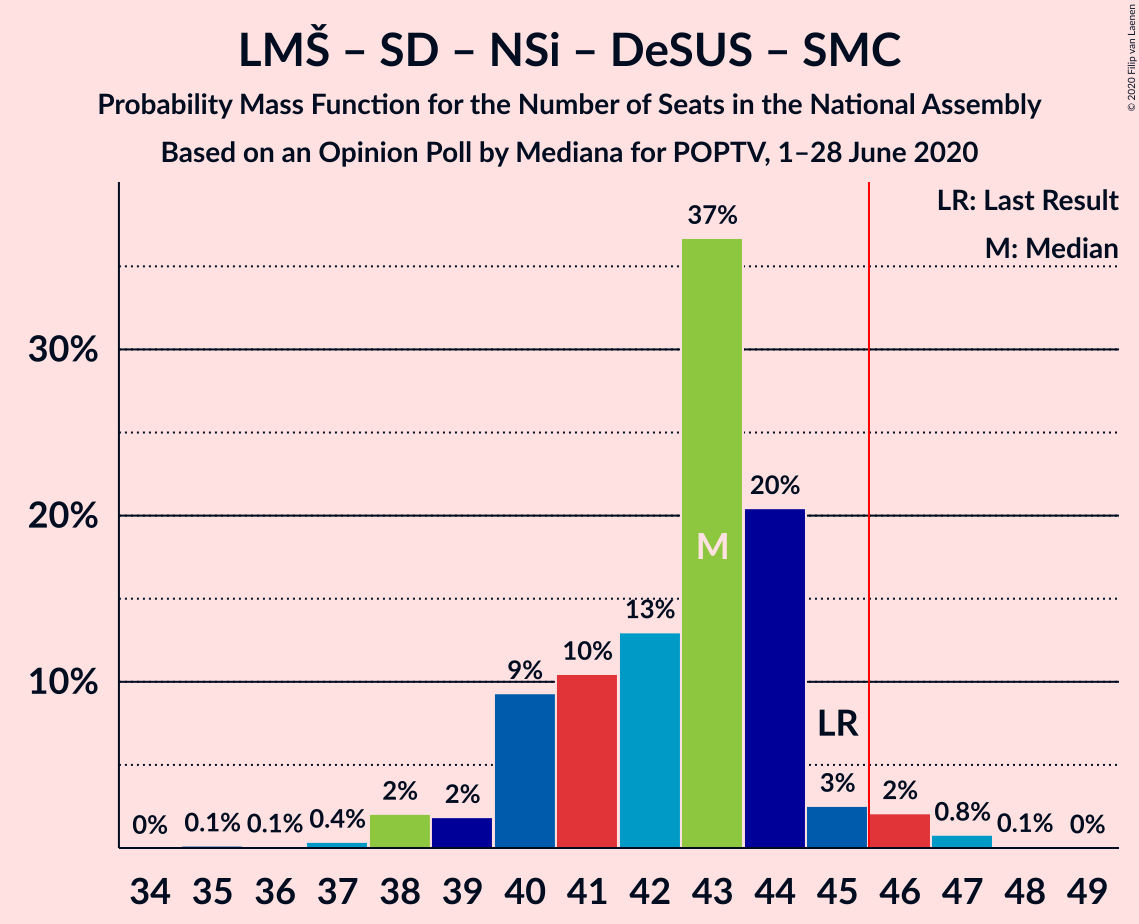 LMŠ – SD – NSi – DeSUS – SMC
Probability Mass Function for the Number of Seats in the National Assembly
Based on an Opinion Poll by Mediana for POPTV, 1–28 June 2020
© 2020 Filip van Laenen
LR: Last Result
M: Median
37%
30%
20%
20%
M
13%
10%
10%
9%
LR
3%
2%
2%
2%
0%
0.1%
0.1%
0.4%
0.8%
0.1%
0%
34 35 36 37 38 39 40 41 42 43 44 45 46 47 48 49